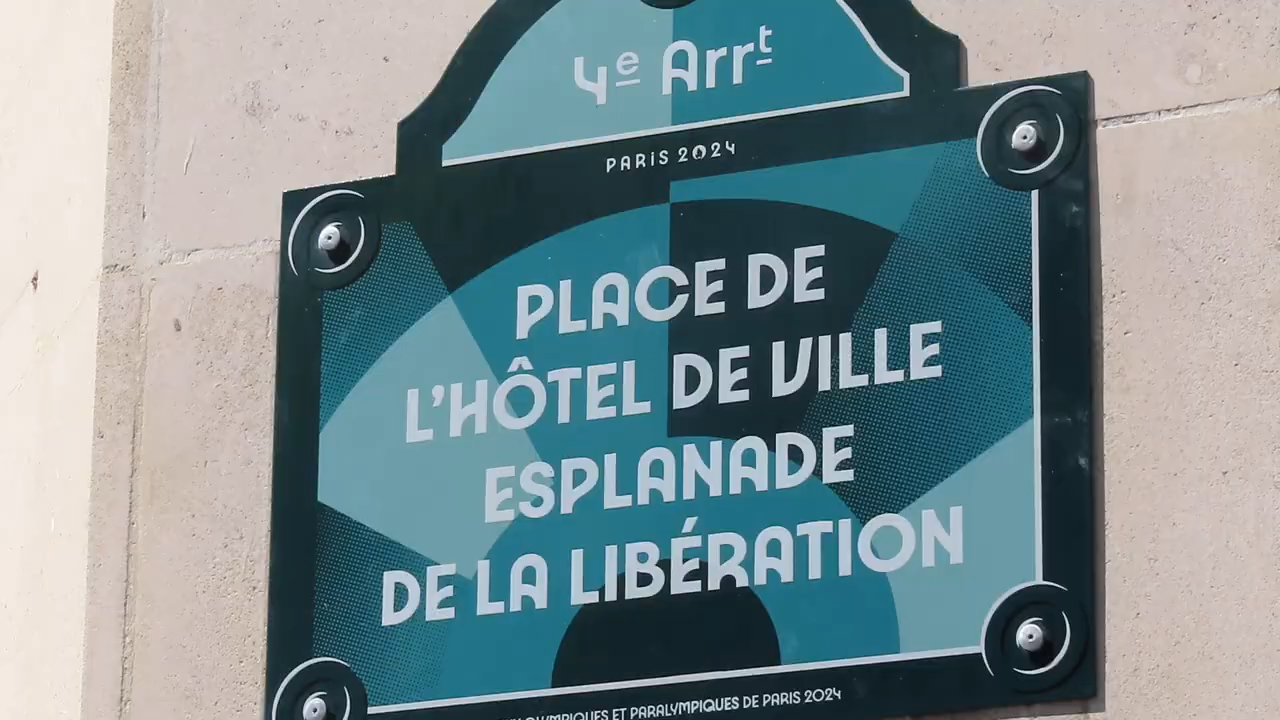 4e Arrt
PARIS 2024
PLACE DE
L'HÔTEL DE VILLE
ESPLANADE
DE LA LIBÉRATION
OLYMPIQUES ET PARALYMPIQUES DE PARIS 2024